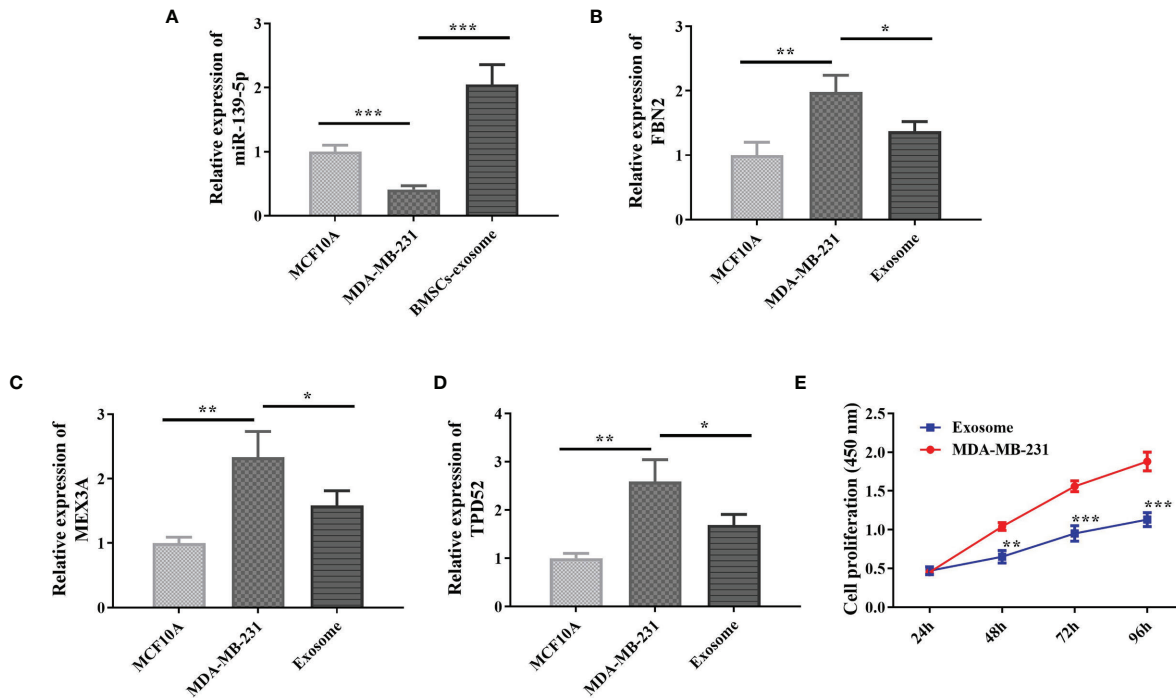 A
Relative expression of
miR-139-5p
3
2
1
0
***
***
MCF10A
MDA-MB-231
BMSCs-exosome
B
Relative expression of
FBN2
3
2
1
0
**
*
MCF10A
MDA-MB-231
Exosome
C
Relative expression of
MEX3A
3
2
1
0
**
*
MCF10A
MDA-MB-231
Exosome
D
Relative expression of
TPD52
4
3
2
1
0
**
*
MCF10A
MDA-MB-231
Exosome
E
Cell proliferation (450 nm)
2.5
2.0
1.5
1.0
0.5
0.0
Exosome
MDA-MB-231
**
***
***
24h
48h
72h
96h